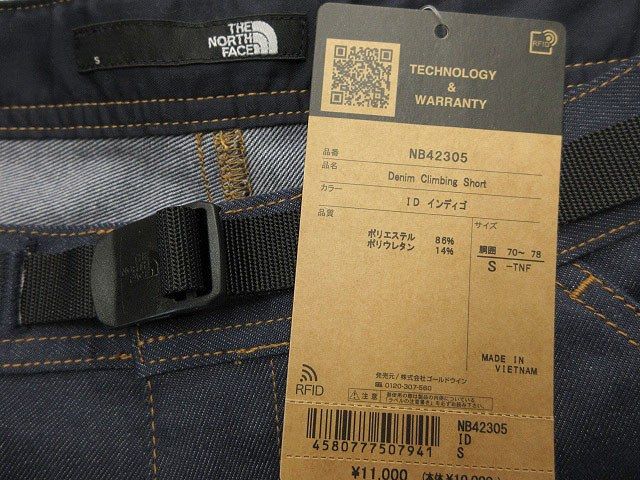 THE
NORTH
FACE
S
RFID
TECHNOLOGY
&
WARRANTY
品番 NB42305
品名 Denim Climbing Short
カラー ID インディゴ
品質 サイズ
ポリエステル 86%
ポリウレタン 14%
胴囲 70~ 78
S -TNF
MADE IN
VIETNAM
RFID
発売元/株式会社ゴールドウイン
0120-307-560
注意
NB42305
ID
S
4580777507941
¥11,000
THE
NORTH
FACE